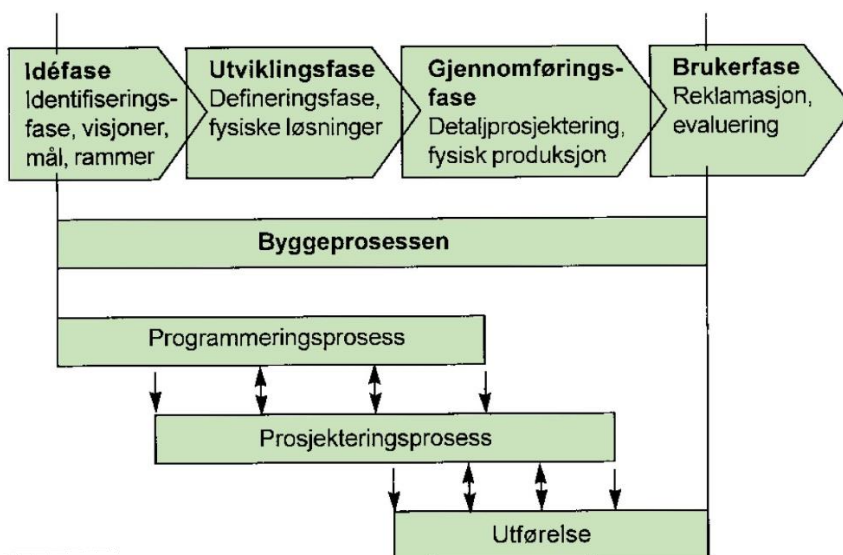 Idéfase
Identifiserings-
fase, visjoner,
mål, rammer
Utviklingsfase
Defineringsfase,
fysiske løsninger
Gjennomførings-
fase
Detaljprosjektering,
fysisk produksjon
Brukerfase
Reklamasjon,
evaluering
Byggeprosessen
Programmeringsprosess
Prosjekteringsprosess
Utførelse